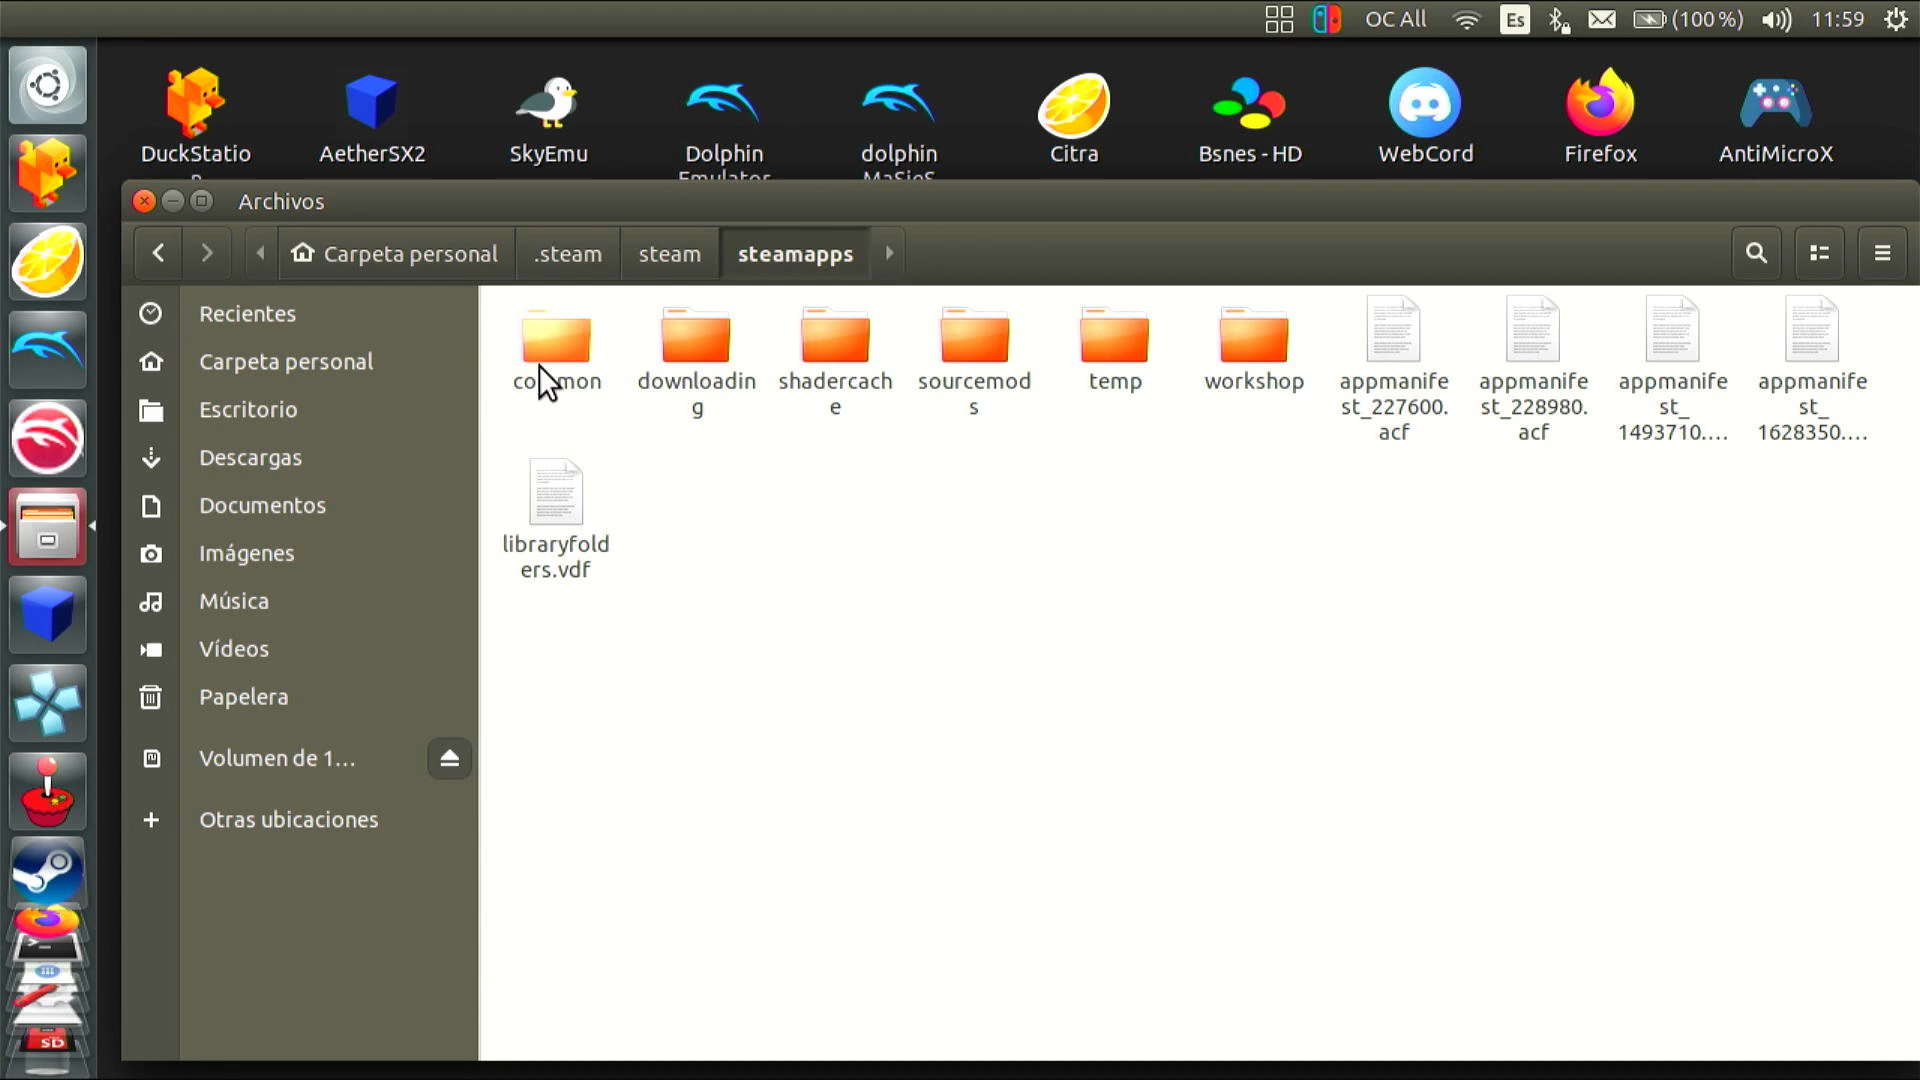 OC All Es (100 %) 11:59
DuckStatio
n
AetherSX2
SkyEmu
Dolphin
Emulator
dolphin
MaSieS
Citra
Bsnes - HD
WebCord
Firefox
AntiMicroX
Archivos
Carpeta personal .steam steam steamapps
Recientes
Carpeta personal
Escritorio
Descargas
Documentos
Imágenes
Música
Vídeos
Papelera
Volumen de 1…
Otras ubicaciones
common
downloadin
g
shadercach
e
sourcemod
s
temp
workshop
appmanife
st_227600.
acf
appmanife
st_228980.
acf
appmanife
st_
1493710.…
appmanife
st_
1628350.…
libraryfold
ers.vdf
SD